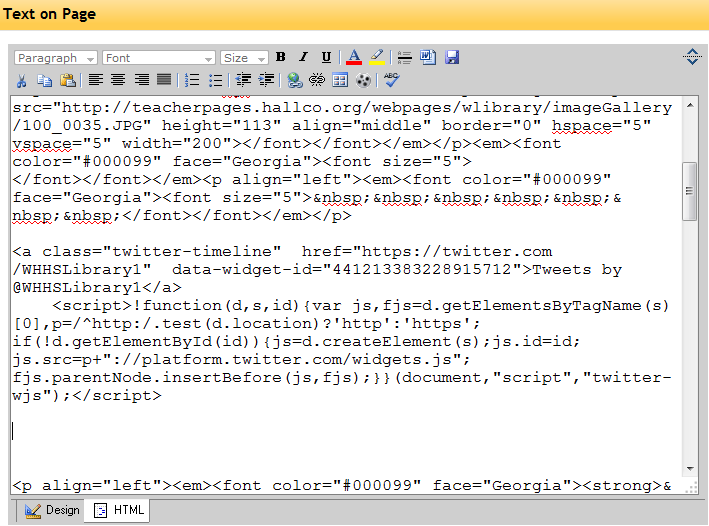 Text on Page
Paragraph Font Size B I U A
ABC
src="http://teacherpages.hallco.org/webpages/wlibrary/imageGallery
/100_0035.JPG" height="113" align="middle" border="0" hspace="5"
vspace="5" width="200"></font></font></em></p><em><font
color="#000099" face="Georgia"><font size="5">
</font></font></em><p align="left"><em><font color="#000099"
face="Georgia"><font size="5">&nbsp;&nbsp;&nbsp;&nbsp;&nbsp;&
nbsp;&nbsp;</font></font></em></p>
<a class="twitter-timeline"  href="https://twitter.com
/WHHSLibrary1"  data-widget-id="441213383228915712">Tweets by
@WHHSLibrary1</a>
<script>!function(d,s,id){var js,fjs=d.getElementsByTagName(s)
[0],p=/^http:/.test(d.location)?'http':'https';
if(!d.getElementById(id)){js=d.createElement(s);js.id=id;
js.src=p+"://platform.twitter.com/widgets.js";
fjs.parentNode.insertBefore(js,fjs);}}(document,"script","twitter-
wjs");</script>
<p align="left"><em><font color="#000099" face="Georgia"><strong>&
Design HTML